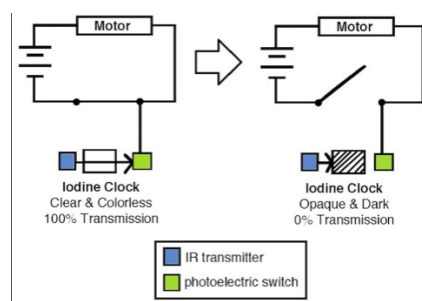 Motor
Motor
Iodine Clock
Clear & Colorless
100% Transmission
Iodine Clock
Opaque & Dark
0% Transmission
IR transmitter
photoelectric switch